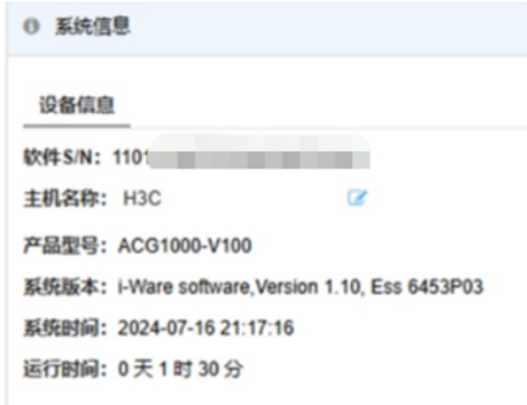 系统信息
设备信息
软件S/N: 1101
主机名称: H3C
产品型号: ACG1000-V100
系统版本: i-Ware software,Version 1.10, Ess 6453P03
系统时间: 2024-07-16 21:17:16
运行时间: 0 天 1 时 30 分